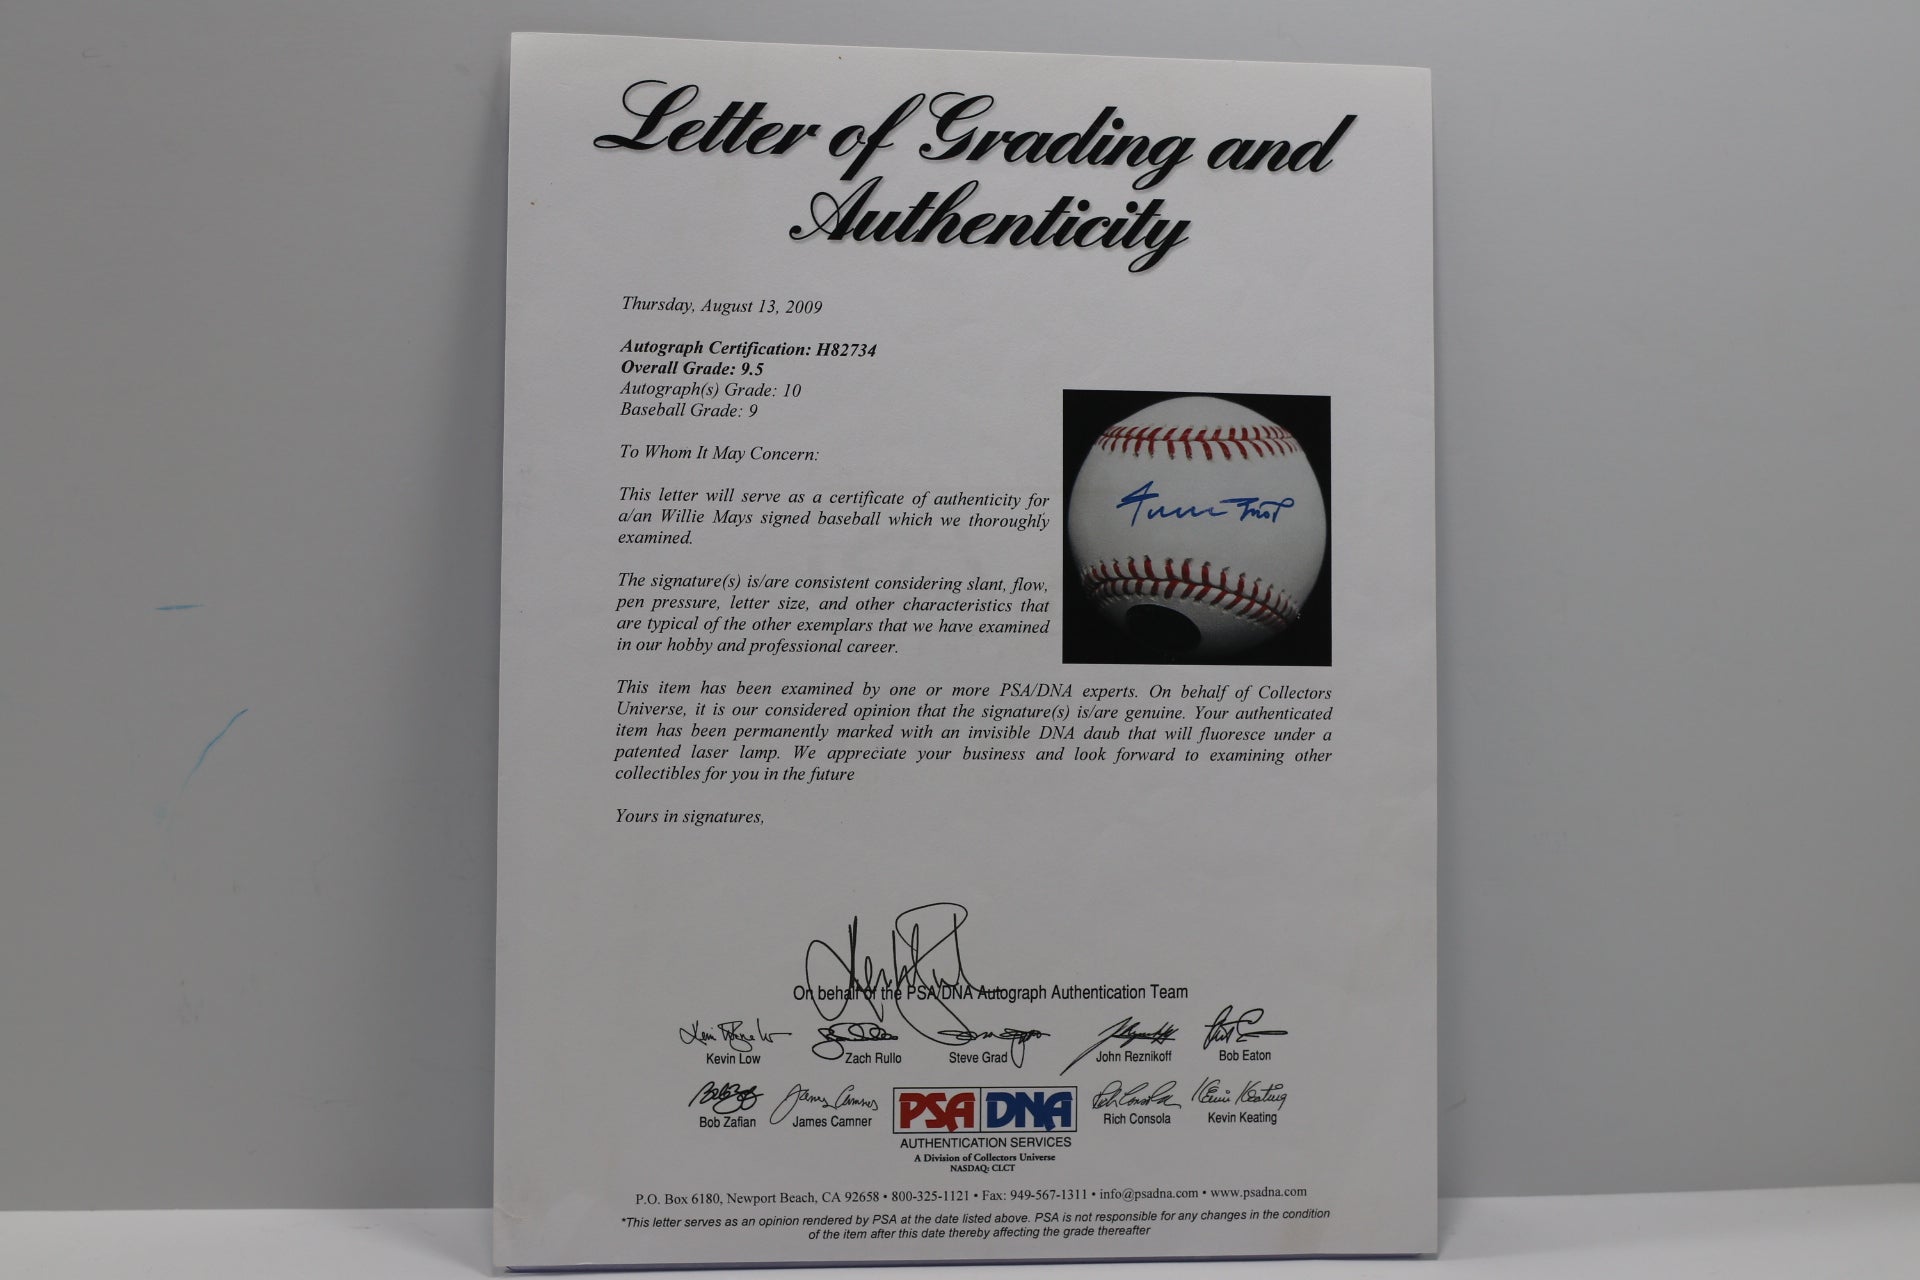 Letter of Grading and
Authenticity
Thursday, August 13, 2009
Autograph Certification: H82734
Overall Grade: 9.5
Autograph(s) Grade: 10
Baseball Grade: 9
To Whom It May Concern:
This letter will serve as a certificate of authenticity for
a/an Willie Mays signed baseball which we thoroughly
examined.
The signature(s) is/are consistent considering slant, flow,
pen pressure, letter size, and other characteristics that
are typical of the other exemplars that we have examined
in our hobby and professional career.
This item has been examined by one or more PSA/DNA experts. On behalf of Collectors
Universe, it is our considered opinion that the signature(s) is/are genuine. Your authenticated
item has been permanently marked with an invisible DNA daub that will fluoresce under a
patented laser lamp. We appreciate your business and look forward to examining other
collectibles for you in the future
Yours in signatures,
On behalf of the PSA/DNA Autograph Authentication Team
Kevin Low Zach Rullo Steve Grad John Reznikoff Bob Eaton
James Camner Kevin Keating
Bob Zafian James Camner PSA DNA Rich Consola Kevin Keating
AUTHENTICATION SERVICES
A Division of Collectors Universe
NASDAQ: CLCT
P.O. Box 6180, Newport Beach, CA 92658 • 800-325-1121 • Fax: 949-567-1311 • info@psadna.com • www.psadna.com
*This letter serves as an opinion rendered by PSA at the date listed above. PSA is not responsible for any changes in the condition
of the item after this date thereby affecting the grade thereafter